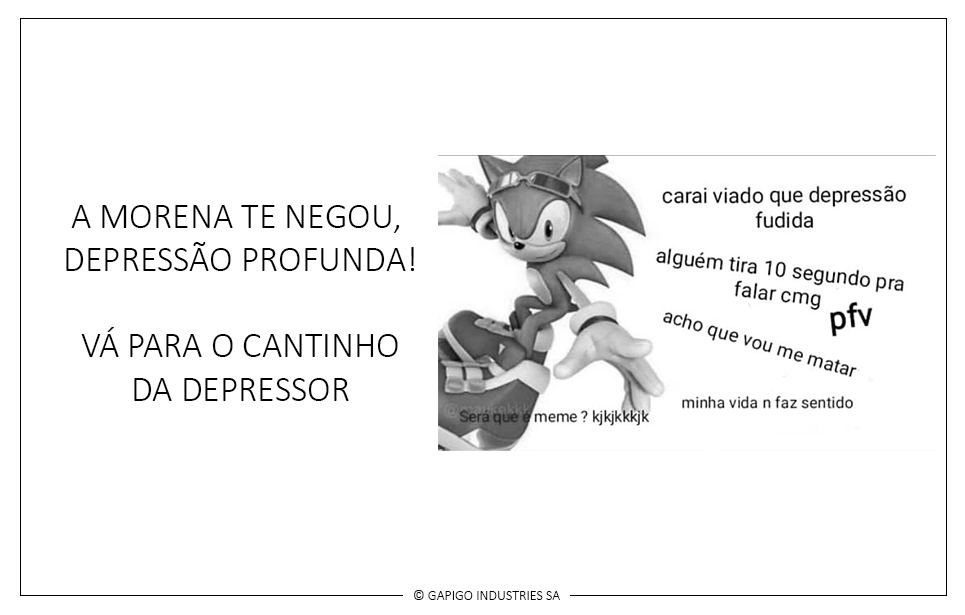 A MORENA TE NEGOU,
DEPRESSÃO PROFUNDA!
VÁ PARA O CANTINHO
DA DEPRESSOR
carai viado que depressão
fudida
alguém tira 10 segundo pra
falar cmg
pfv
acho que vou me matar
minha vida n faz sentido
Será que é meme ? kjkjkkkjk
© GAPIGO INDUSTRIES SA